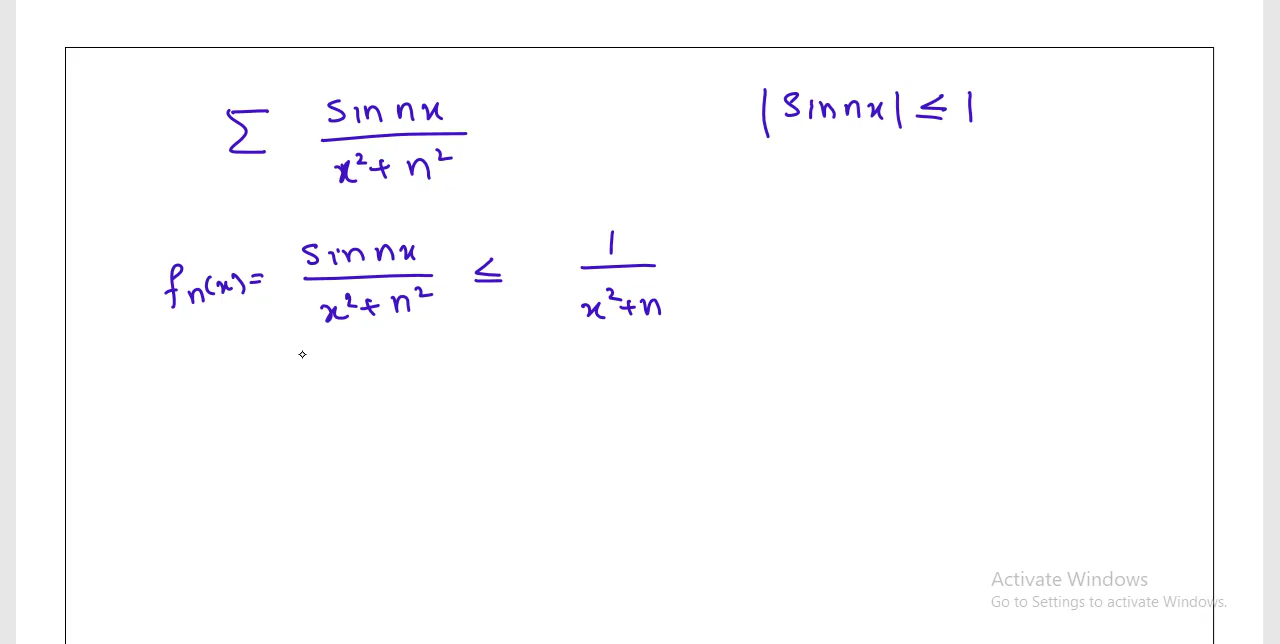 ∑ sin nx / x² + n²    |sin nx| ≤ 1
fn(x) = sin nx / x² + n² ≤ 1 / x² + n
Activate Windows
Go to Settings to activate Windows.